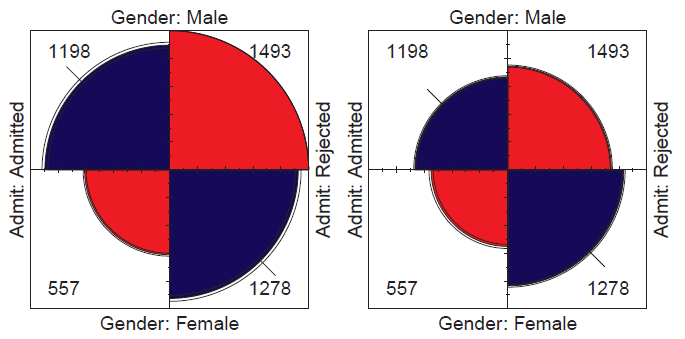 Gender: Male
1198
1493
Admit: Admitted
Admit: Rejected
557
1278
Gender: Female
Gender: Male
1198
1493
Admit: Admitted
Admit: Rejected
557
1278
Gender: Female